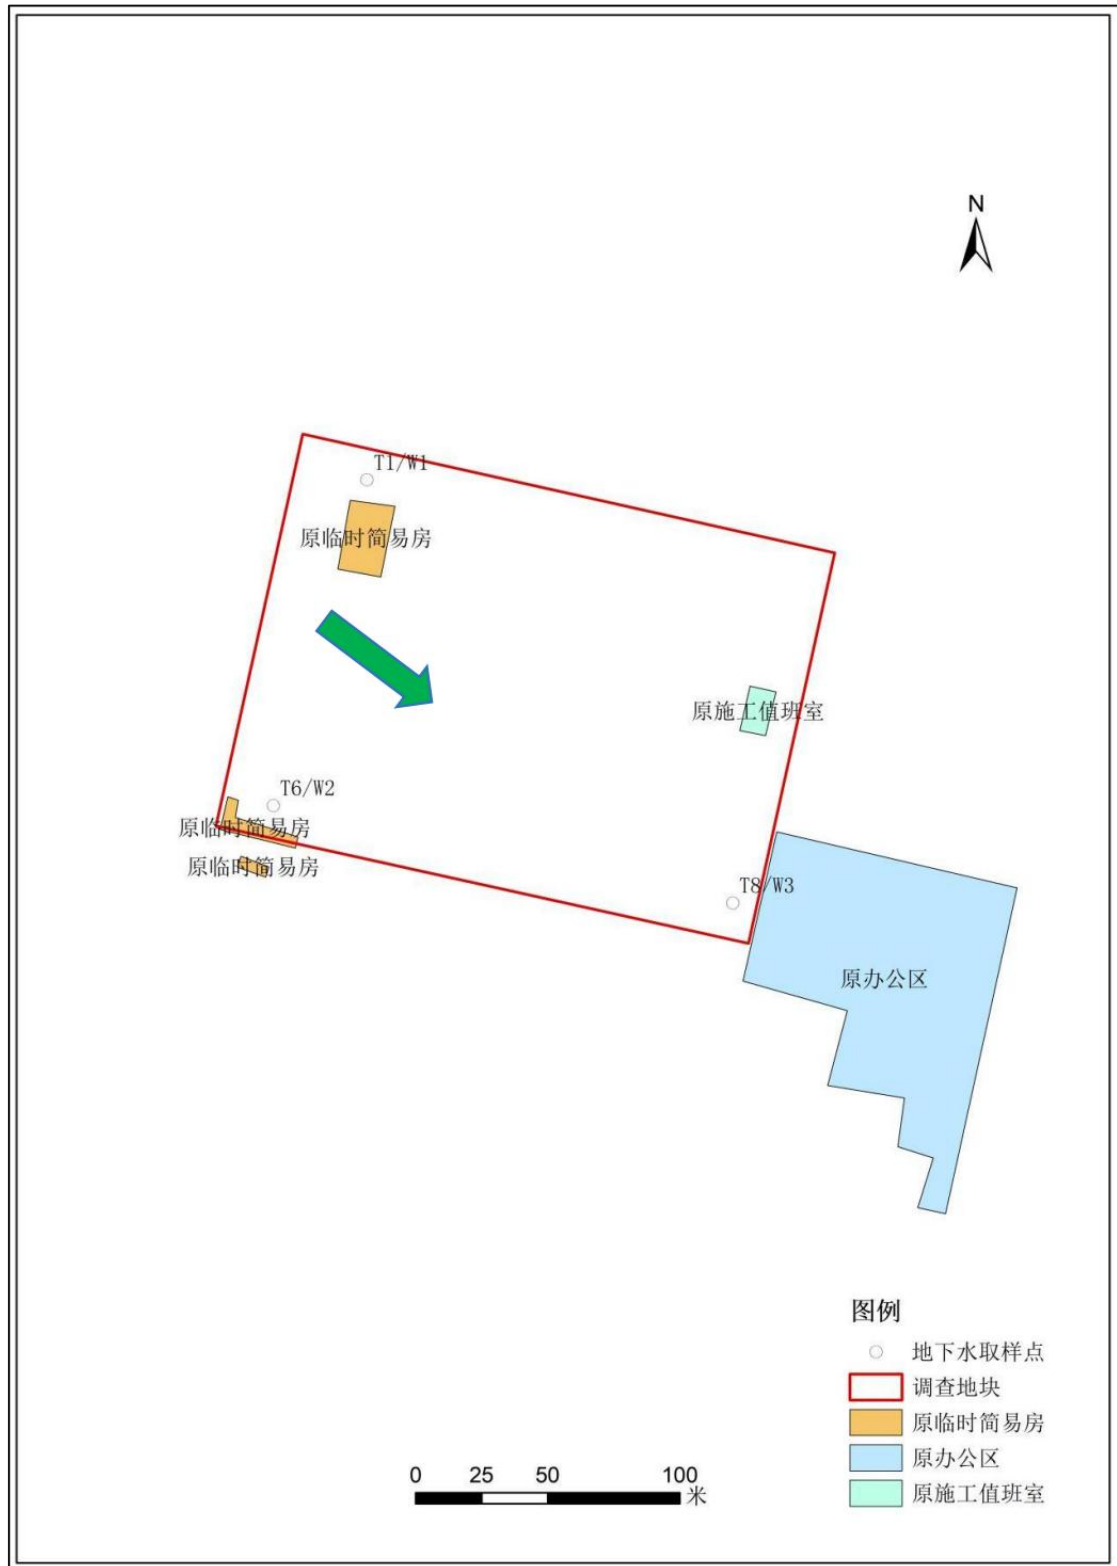 N
T1/W1
原临时简易房
原施工值班室
T6/W2
原临时简易房
原临时简易房
T8/W3
原办公区
图例
地下水取样点
调查地块
原临时简易房
原办公区
原施工值班室
0 25 50 100
米